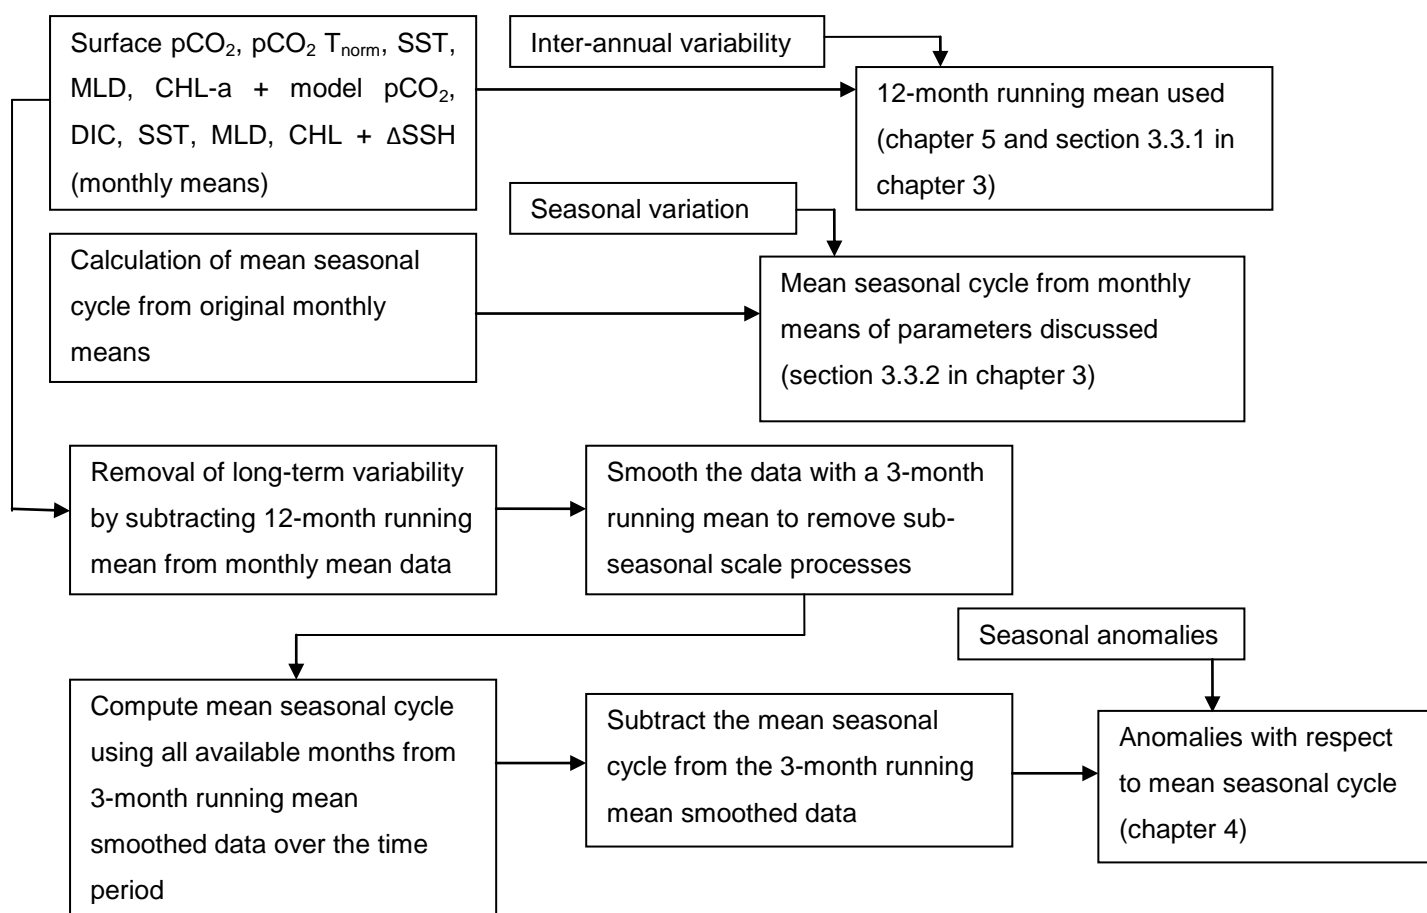 Surface pCO₂, pCO₂ Tₙₒᵣₘ, SST,
MLD, CHL-a + model pCO₂,
DIC, SST, MLD, CHL + ΔSSH
(monthly means)
Inter-annual variability
12-month running mean used
(chapter 5 and section 3.3.1 in
chapter 3)
Seasonal variation
Calculation of mean seasonal
cycle from original monthly
means
Mean seasonal cycle from monthly
means of parameters discussed
(section 3.3.2 in chapter 3)
Removal of long-term variability
by subtracting 12-month running
mean from monthly mean data
Smooth the data with a 3-month
running mean to remove sub-
seasonal scale processes
Seasonal anomalies
Compute mean seasonal cycle
using all available months from
3-month running mean
smoothed data over the time
period
Subtract the mean seasonal
cycle from the 3-month running
mean smoothed data
Anomalies with respect
to mean seasonal cycle
(chapter 4)